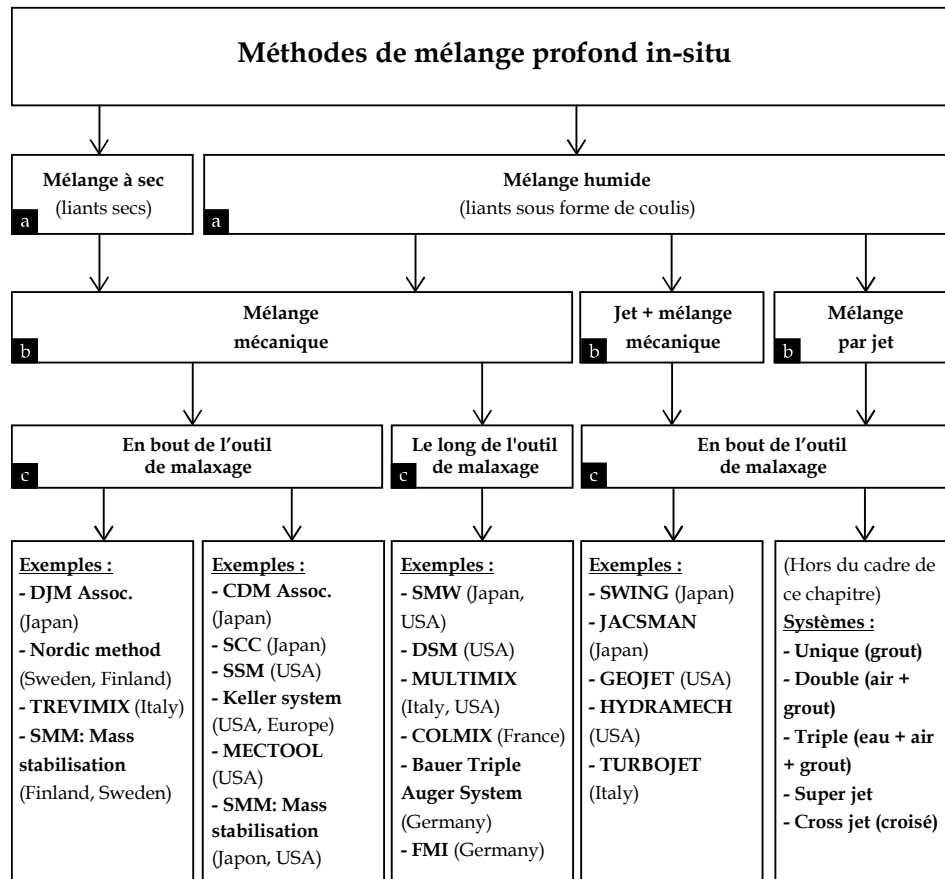 Méthodes de mélange profond in-situ
Mélange à sec
(liants secs)
a
Mélange humide
(liants sous forme de coulis)
a
Mélange
mécanique
b
Jet + mélange
mécanique
b
Mélange
par jet
b
En bout de l’outil
de malaxage
c
Le long de l'outil
de malaxage
c
En bout de l’outil
de malaxage
c
Exemples :
- DJM Assoc.
(Japan)
- Nordic method
(Sweden, Finland)
- TREVIMIX (Italy)
- SMM: Mass
stabilisation
(Finland, Sweden)
Exemples :
- CDM Assoc.
(Japan)
- SCC (Japan)
- SSM (USA)
- Keller system
(USA, Europe)
- MECTOOL
(USA)
- SMM: Mass
stabilisation
(Japon, USA)
Exemples :
- SMW (Japan,
USA)
- DSM (USA)
- MULTIMIX
(Italy, USA)
- COLMIX (France)
- Bauer Triple
Auger System
(Germany)
- FMI (Germany)
Exemples :
- SWING (Japan)
- JACSMAN
(Japan)
- GEOJET (USA)
- HYDRAMECH
(USA)
- TURBOJET
(Italy)
(Hors du cadre de
ce chapitre)
Systèmes :
- Unique (grout)
- Double (air +
grout)
- Triple (eau + air
+ grout)
- Super jet
- Cross jet (croisé)